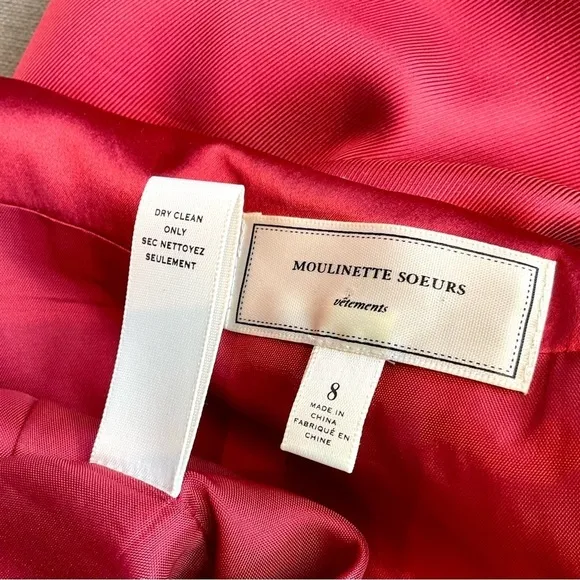 DRY CLEAN
ONLY
SEC NETTOYEZ
SEULEMENT
MOULINETTE SOEURS
vêtements
8
MADE IN
CHINA
FABRIQUÉ EN
CHINE